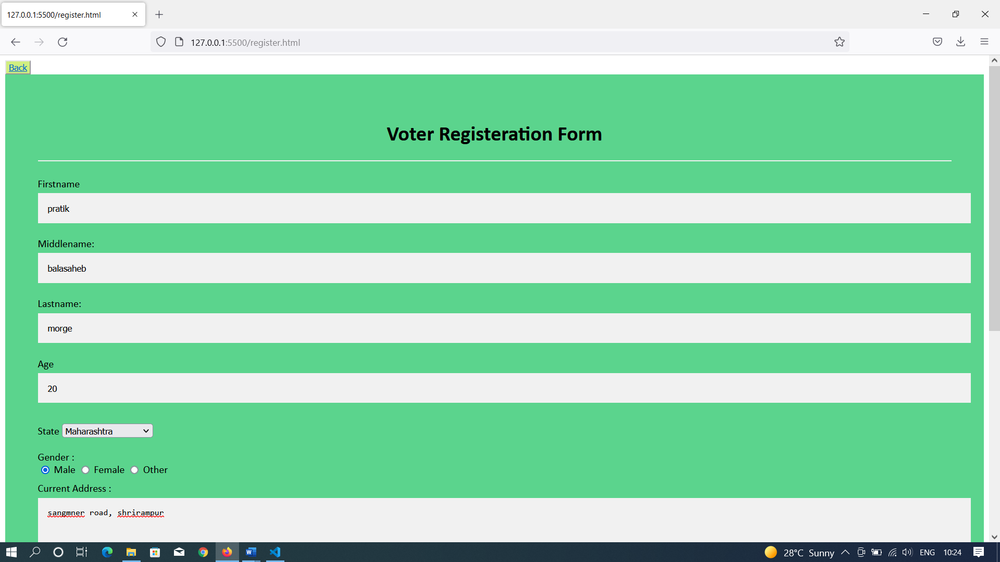 127.0.0.1:5500/register.html
127.0.0.1:5500/register.html
Back
Voter Registeration Form
Firstname
pratik
Middlename:
balasaheb
Lastname:
morge
Age
20
State Maharashtra
Gender :
Male Female Other
Current Address :
sangmner road, shrirampur
28°C Sunny ENG 10:24